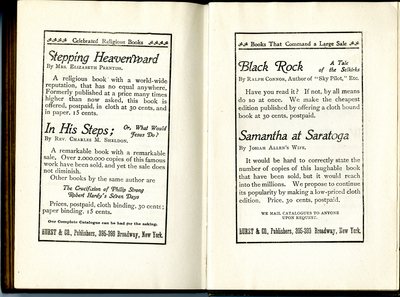 Celebrated Religious Books
Stepping Heavenward
By Mrs. Elizabeth Prenton.
A religious book with a world-wide
reputation, that has no equal anywhere.
Formerly published at a price many times
higher than now asked, this book is
offered, postpaid, in cloth at 30 cents, and
in paper, 15 cents.
In His Steps; Or, What Would
Jesus Do?
By Rev. Charles M. Sheldon.
A remarkable book with a remarkable
sale. Over 2,000,000 copies of this famous
work have been sold, and yet the sale does
not diminish.
Other books by the same author are
The Crucifixion of Philip Strong
Robert Hardy's Seven Days
Prices, postpaid, cloth binding, 30 cents;
paper binding, 15 cents.
Our Complete Catalogue can be had for the asking.
HURST & CO., Publishers, 395-399 Broadway, New York.
Books That Command a Large Sale
Black Rock A Tale
of the Selkirks
By Ralph Connor, Author of "Sky Pilot," Etc.
Have you read it? If not, by all means
do so at once. We make the cheapest
edition published by offering a cloth bound
book at 30 cents, postpaid.
Samantha at Saratoga
By Josiah Allen's Wife.
It would be hard to correctly state the
number of copies of this laughable book
that have been sold, but it would reach
into the millions. We propose to continue
its popularity by making a low-priced cloth
edition. Price, 30 cents, postpaid.
WE MAIL CATALOGUES TO ANYONE
UPON REQUEST.
HURST & CO., Publishers, 395-399 Broadway, New York.